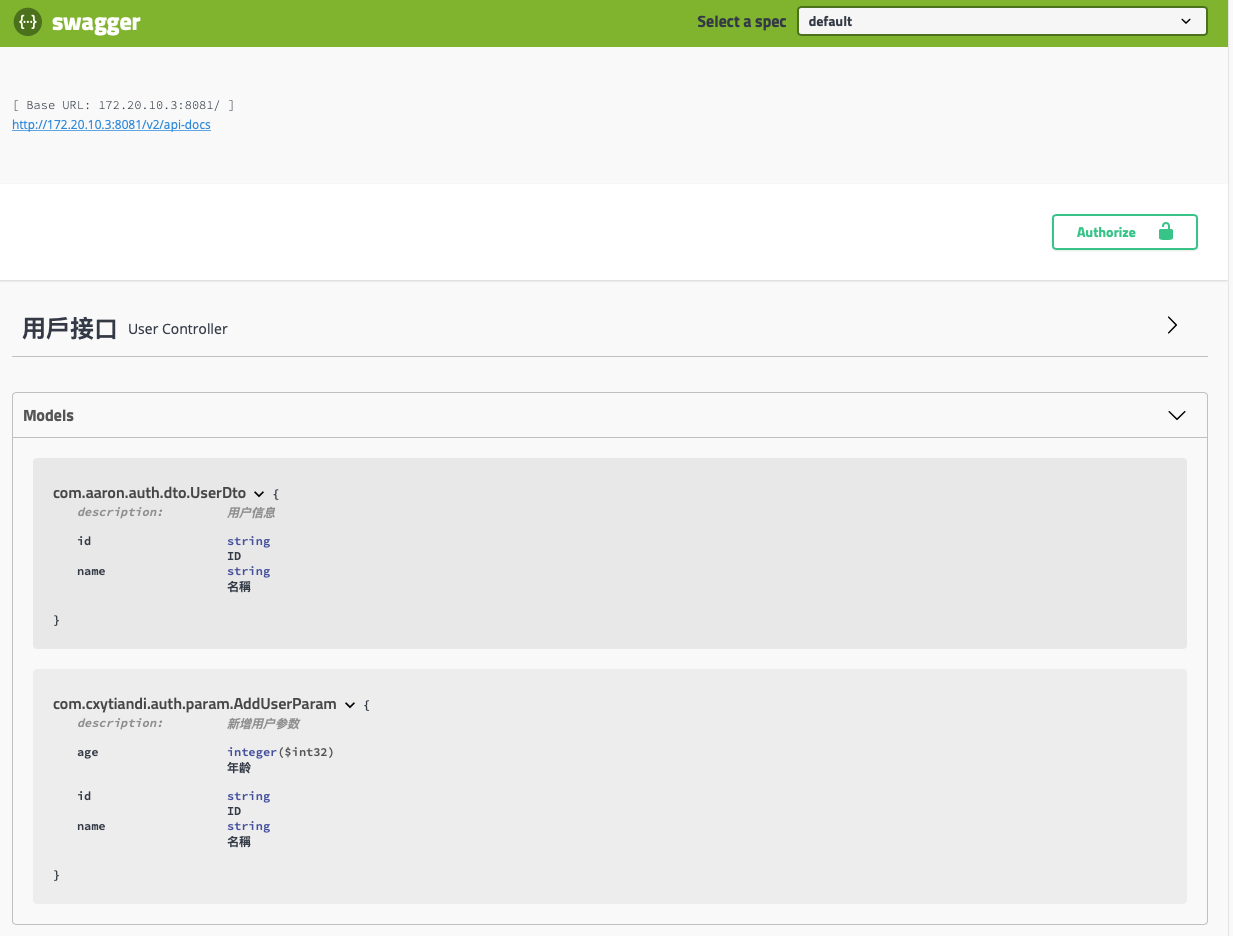 swagger
Select a spec default
[ Base URL: 172.20.10.3:8081/ ]
http://172.20.10.3:8081/v2/api-docs
Authorize
用戶接口 User Controller
Models
com.aaron.auth.dto.UserDto {
description: 用户信息
id string
ID
name string
名稱
}
com.cxytiandi.auth.param.AddUserParam {
description: 新增用户参数
age integer($int32)
年龄
id string
ID
name string
名稱
}